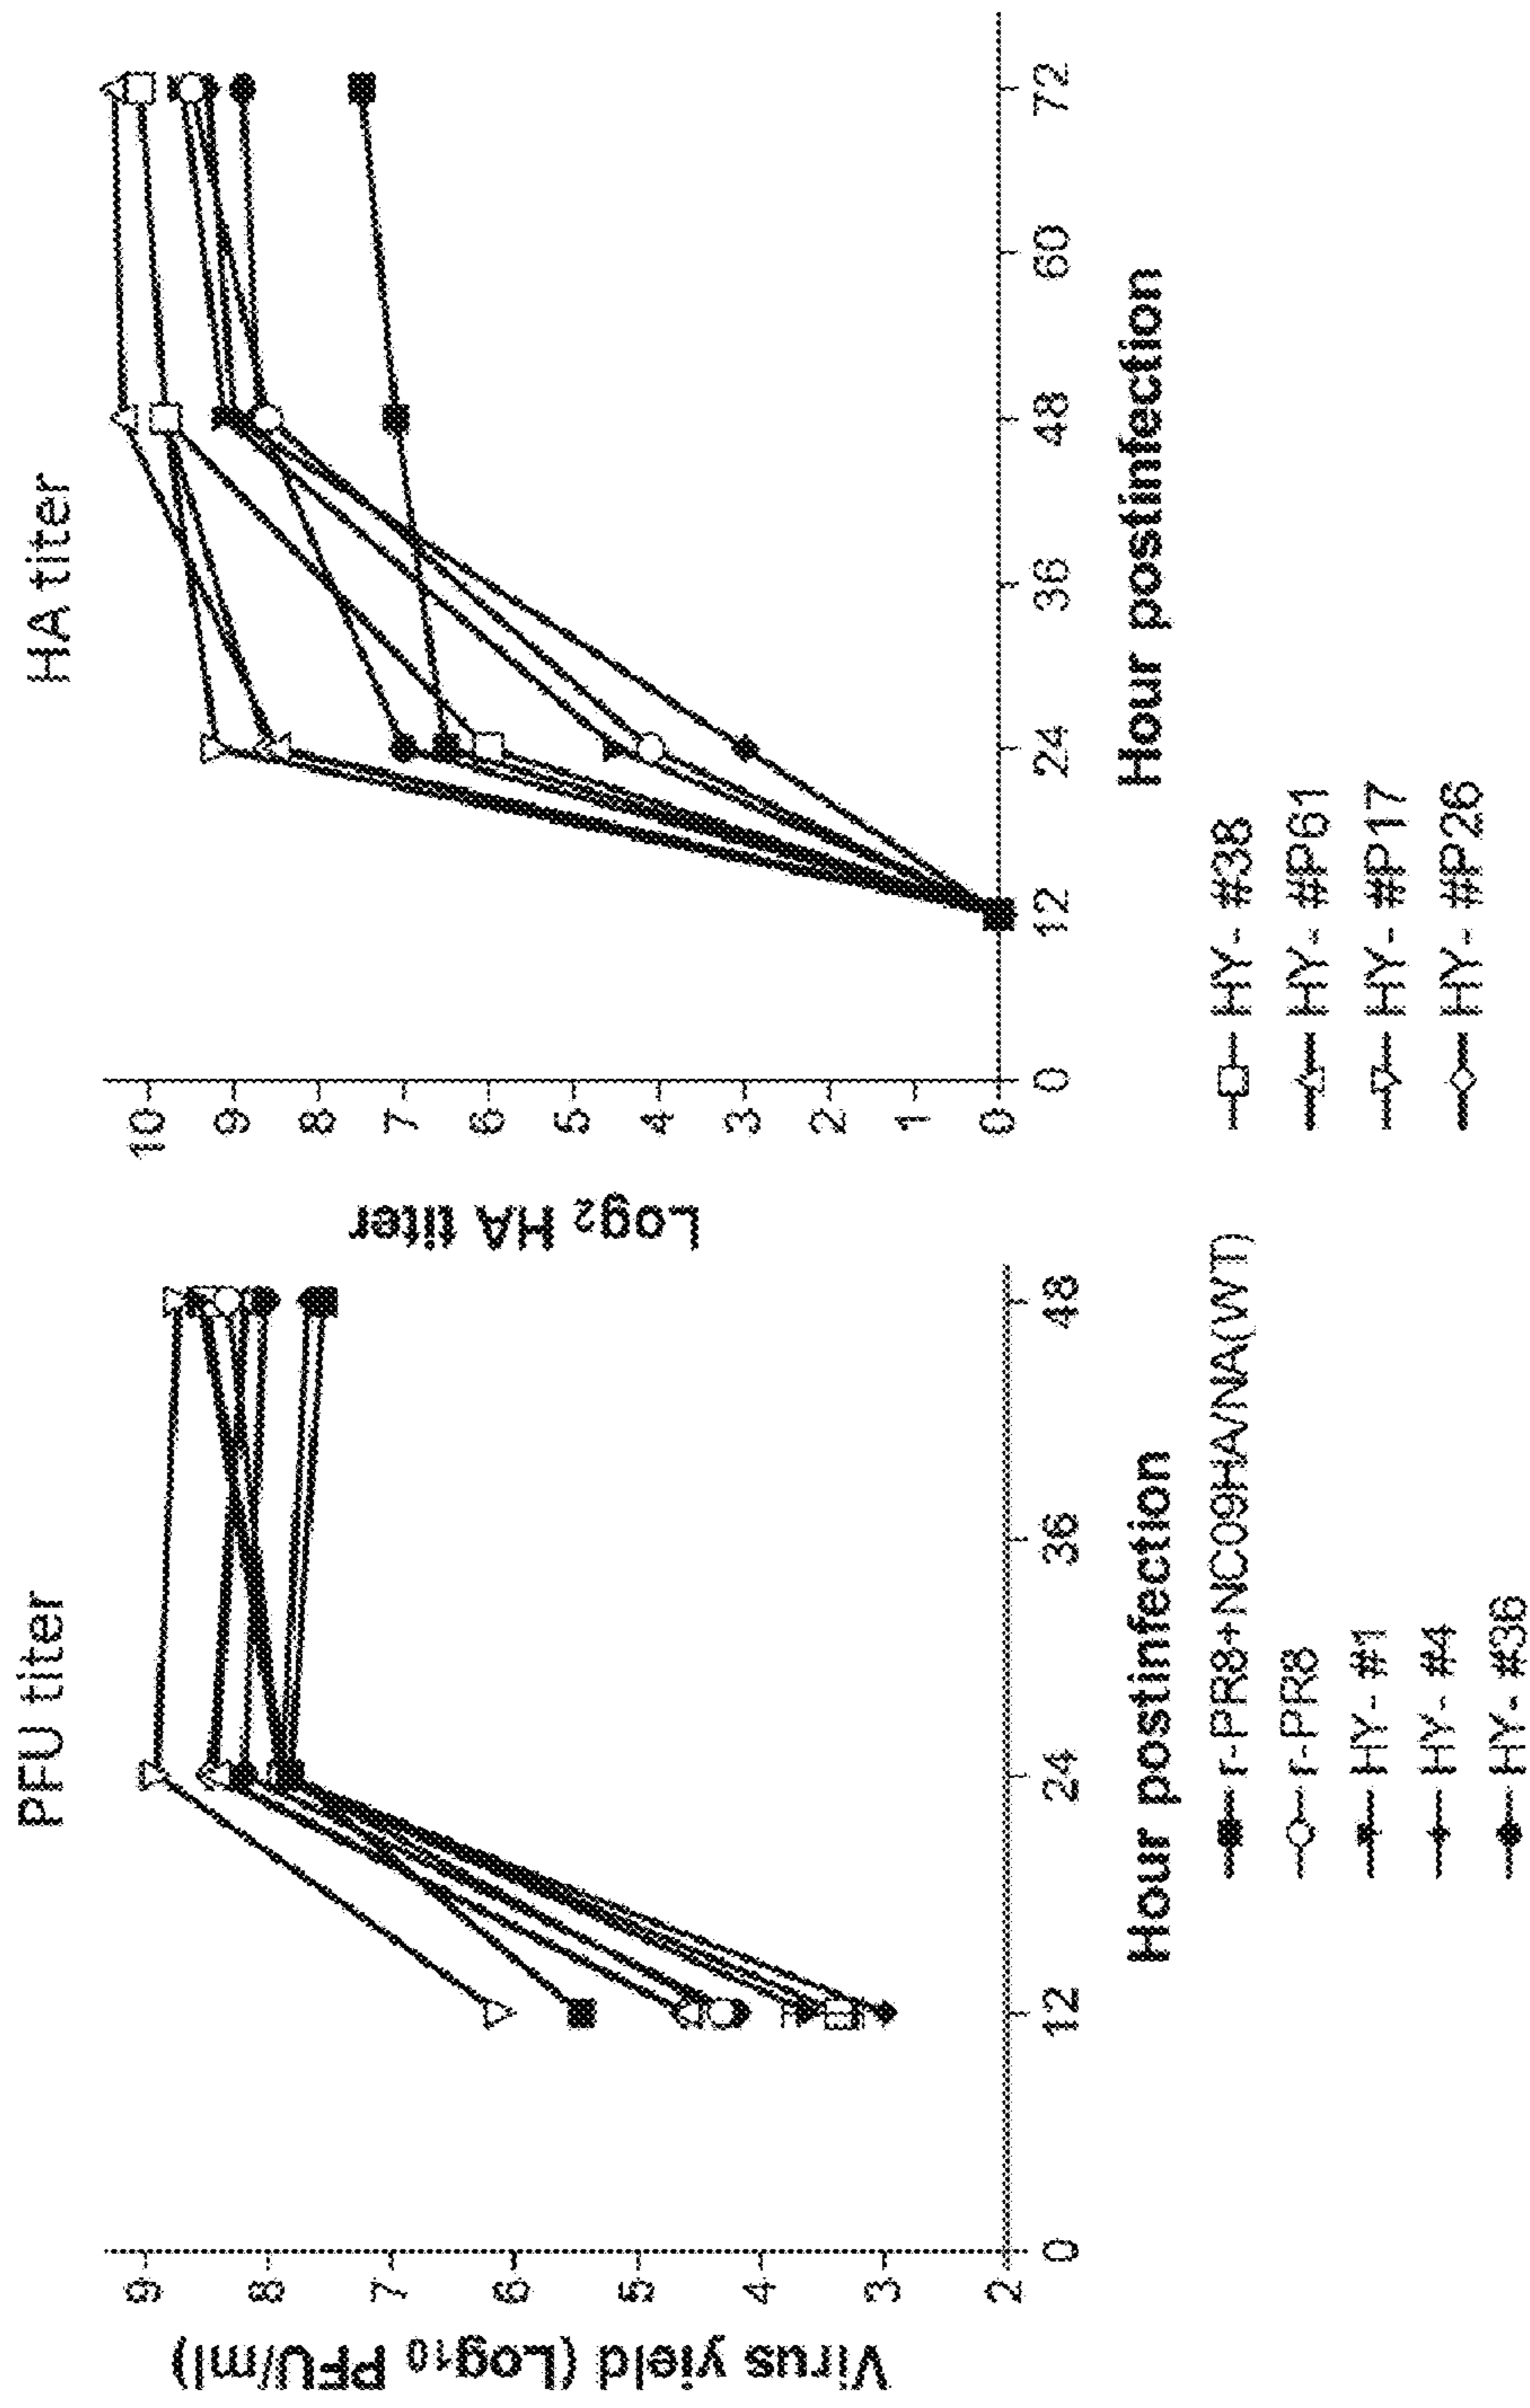 PFU titer
Virus yield (Log10 PFU/ml)
9
8
7
6
5
4
3
2
0
12
24
36
48
Hour postinfection
HA titer
Log2 HA titer
10
9
8
7
6
5
4
3
2
1
0
0
12
24
36
48
60
72
Hour postinfection
r-PR8+NC09HA/NA(WT)
r-PR8
HY- #1
HY- #4
HY- #36
HY- #38
HY- #P61
HY- #P17
HY- #P26